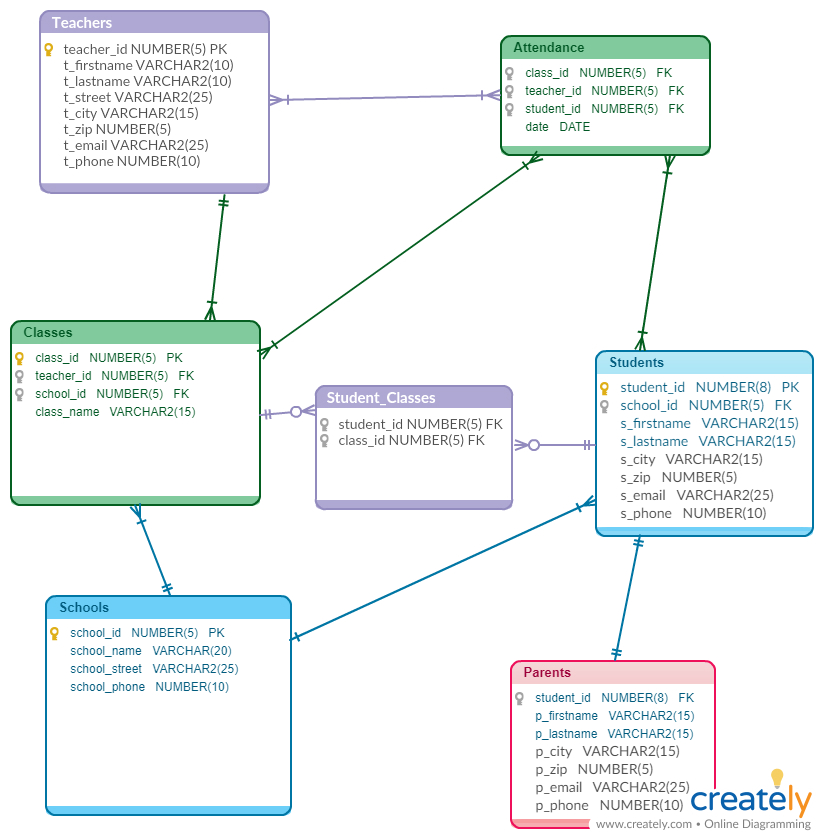 Teachers
teacher_id NUMBER(5) PK
t_firstname VARCHAR2(10)
t_lastname VARCHAR2(10)
t_street VARCHAR2(25)
t_city VARCHAR2(15)
t_zip NUMBER(5)
t_email VARCHAR2(25)
t_phone NUMBER(10)
Attendance
class_id NUMBER(5) FK
teacher_id NUMBER(5) FK
student_id NUMBER(5) FK
date DATE
Classes
class_id NUMBER(5) PK
teacher_id NUMBER(5) FK
school_id NUMBER(5) FK
class_name VARCHAR2(15)
Student_Classes
student_id NUMBER(5) FK
class_id NUMBER(5) FK
Students
student_id NUMBER(8) PK
school_id NUMBER(5) FK
s_firstname VARCHAR2(15)
s_lastname VARCHAR2(15)
s_city VARCHAR2(15)
s_zip NUMBER(5)
s_email VARCHAR2(25)
s_phone NUMBER(10)
Schools
school_id NUMBER(5) PK
school_name VARCHAR(20)
school_street VARCHAR2(25)
school_phone NUMBER(10)
Parents
student_id NUMBER(8) FK
p_firstname VARCHAR2(15)
p_lastname VARCHAR2(15)
p_city VARCHAR2(15)
p_zip NUMBER(5)
p_email VARCHAR2(25)
p_phone NUMBER(10)
creately
www.creately.com • Online Diagramming